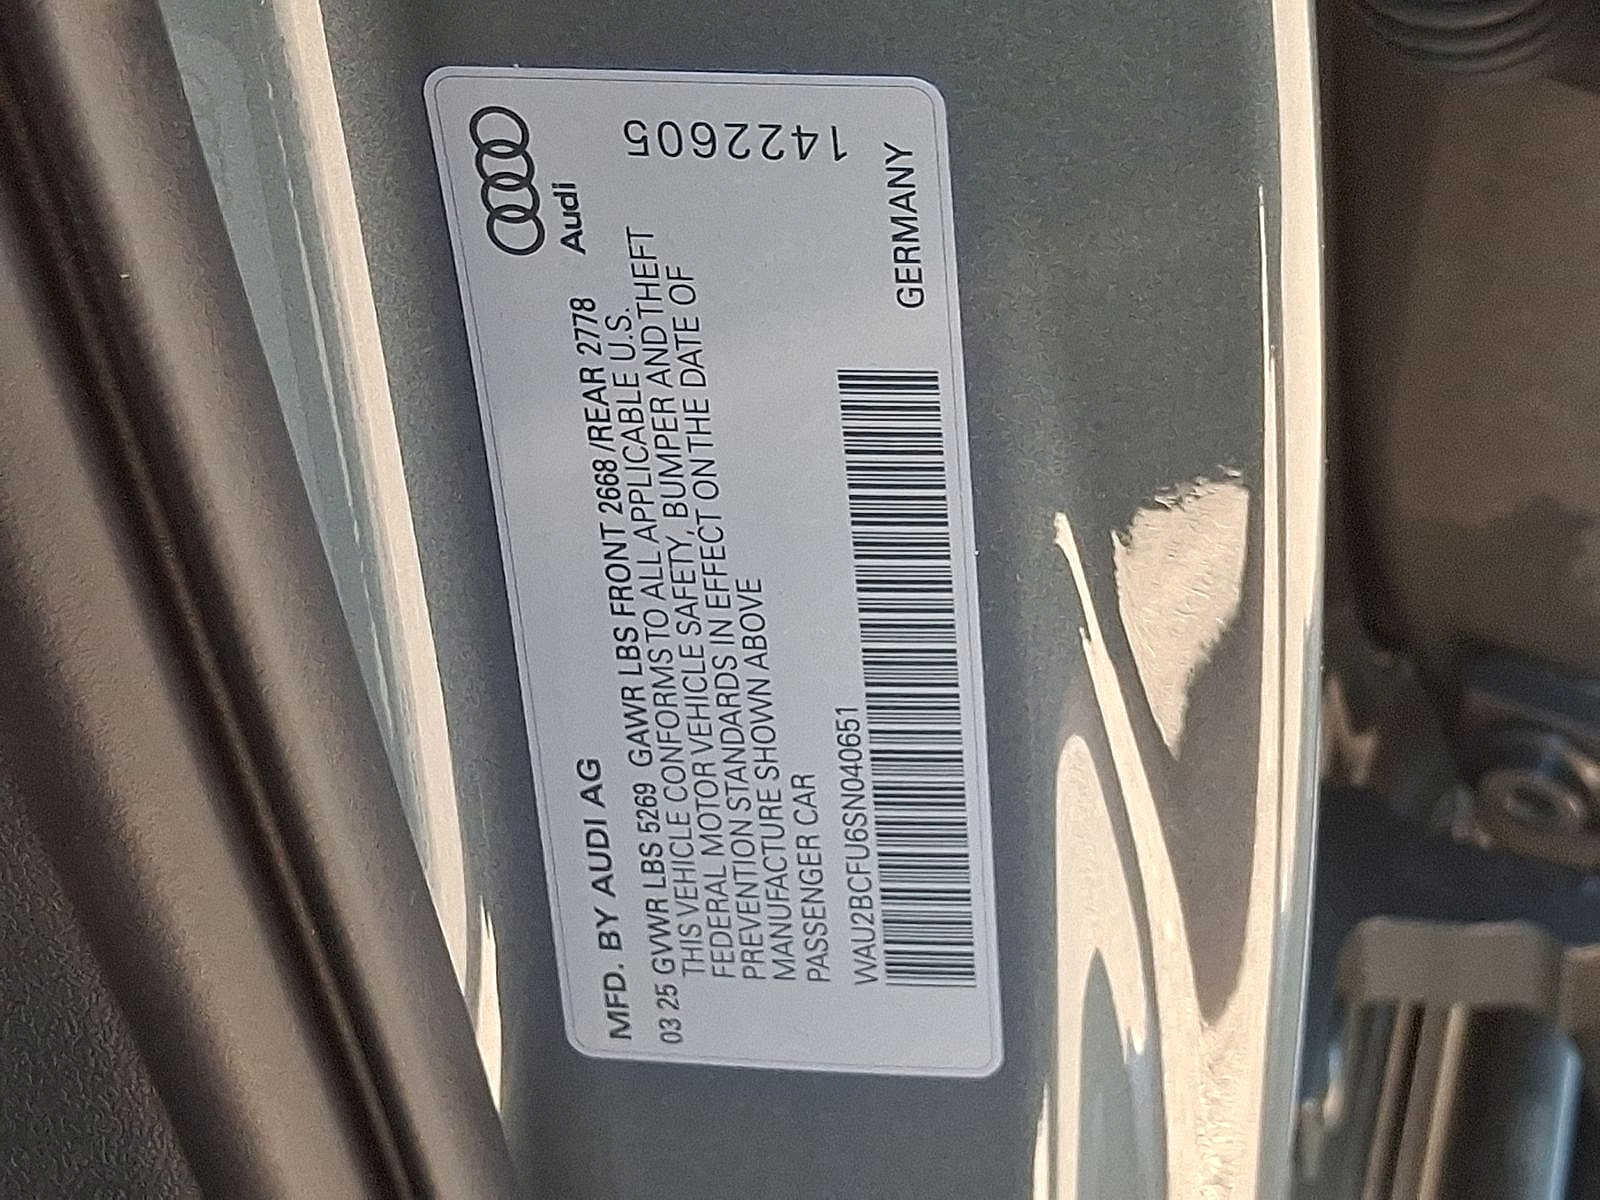 MFD. BY AUDI AG
Audi
03 25 GVWR LBS 5269 GAWR LBS FRONT 2668 /REAR 2778
THIS VEHICLE CONFORMS TO ALL APPLICABLE U.S.
FEDERAL MOTOR VEHICLE SAFETY, BUMPER AND THEFT
PREVENTION STANDARDS IN EFFECT ON THE DATE OF
MANUFACTURE SHOWN ABOVE
PASSENGER CAR
WAU2BCFU6SN040651
GERMANY
1422605